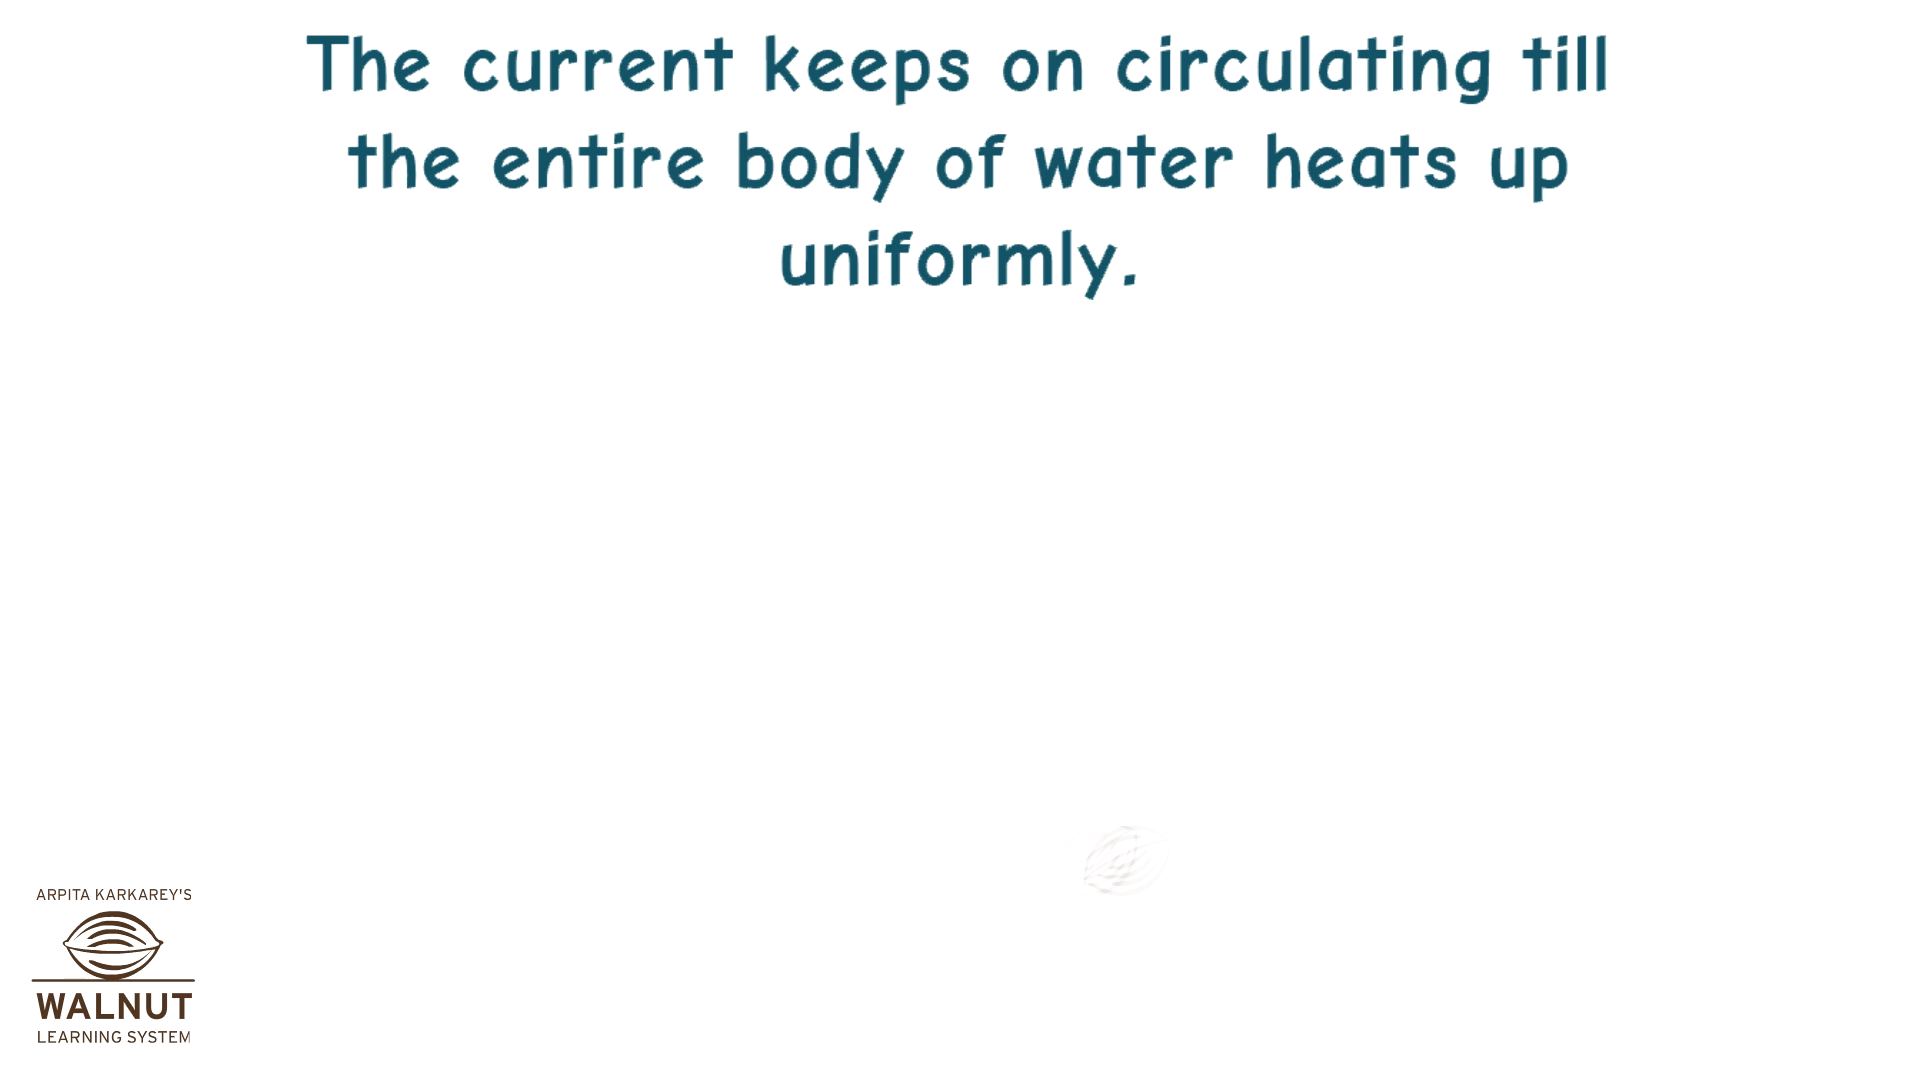 The current keeps on circulating till
the entire body of water heats up
uniformly.
ARPITA KARKAREY'S
WALNUT
LEARNING SYSTEM